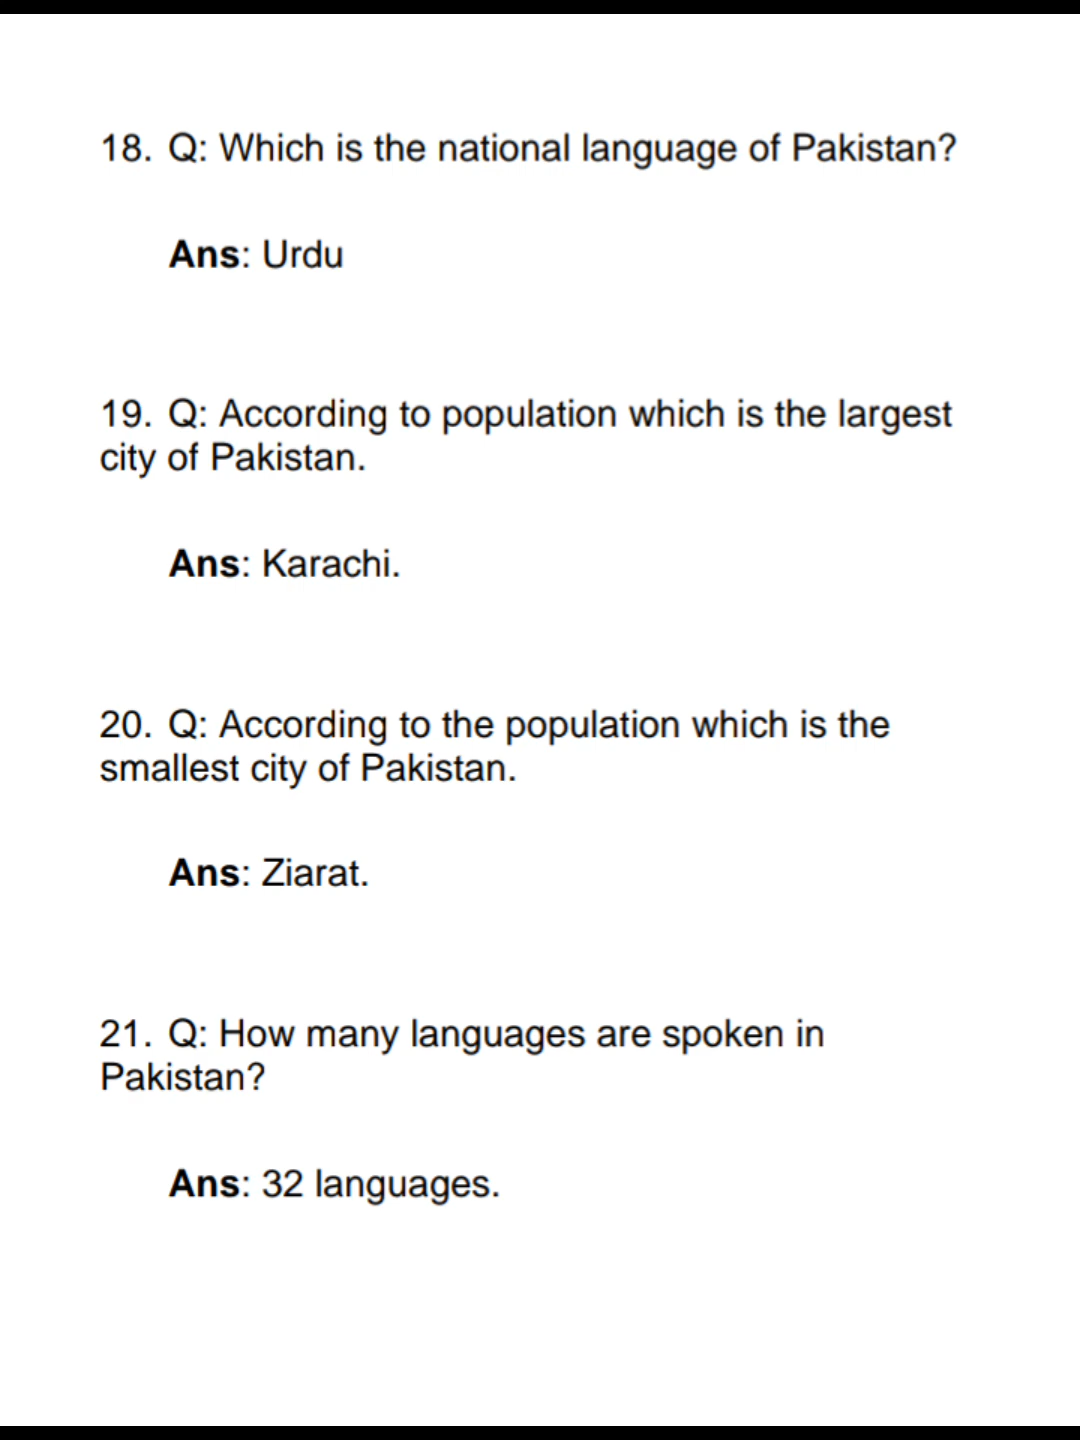 18. Q: Which is the national language of Pakistan?
Ans: Urdu
19. Q: According to population which is the largest
city of Pakistan.
Ans: Karachi.
20. Q: According to the population which is the
smallest city of Pakistan.
Ans: Ziarat.
21. Q: How many languages are spoken in
Pakistan?
Ans: 32 languages.